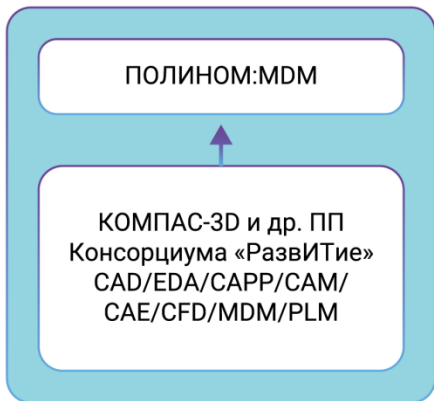 ПОЛИНОМ:MDM
КОМПАС-3D и др. ПП
Консорциума «РазвИТие»
CAD/EDA/CAPP/CAM/
CAE/CFD/MDM/PLM